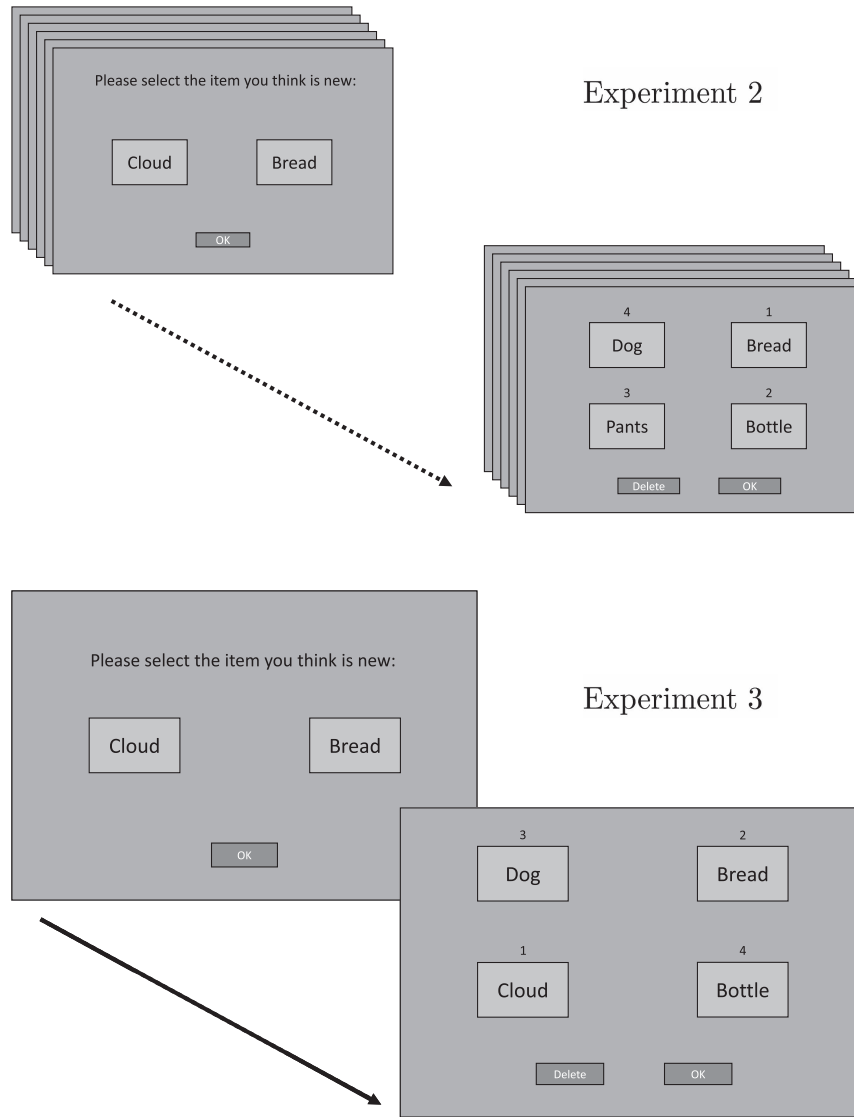 Please select the item you think is new:
Experiment 2
Cloud Bread
OK
4 1
Dog Bread
3 2
Pants Bottle
Delete OK
Please select the item you think is new:
Experiment 3
Cloud Bread
OK
3 2
Dog Bread
1 4
Cloud Bottle
Delete OK